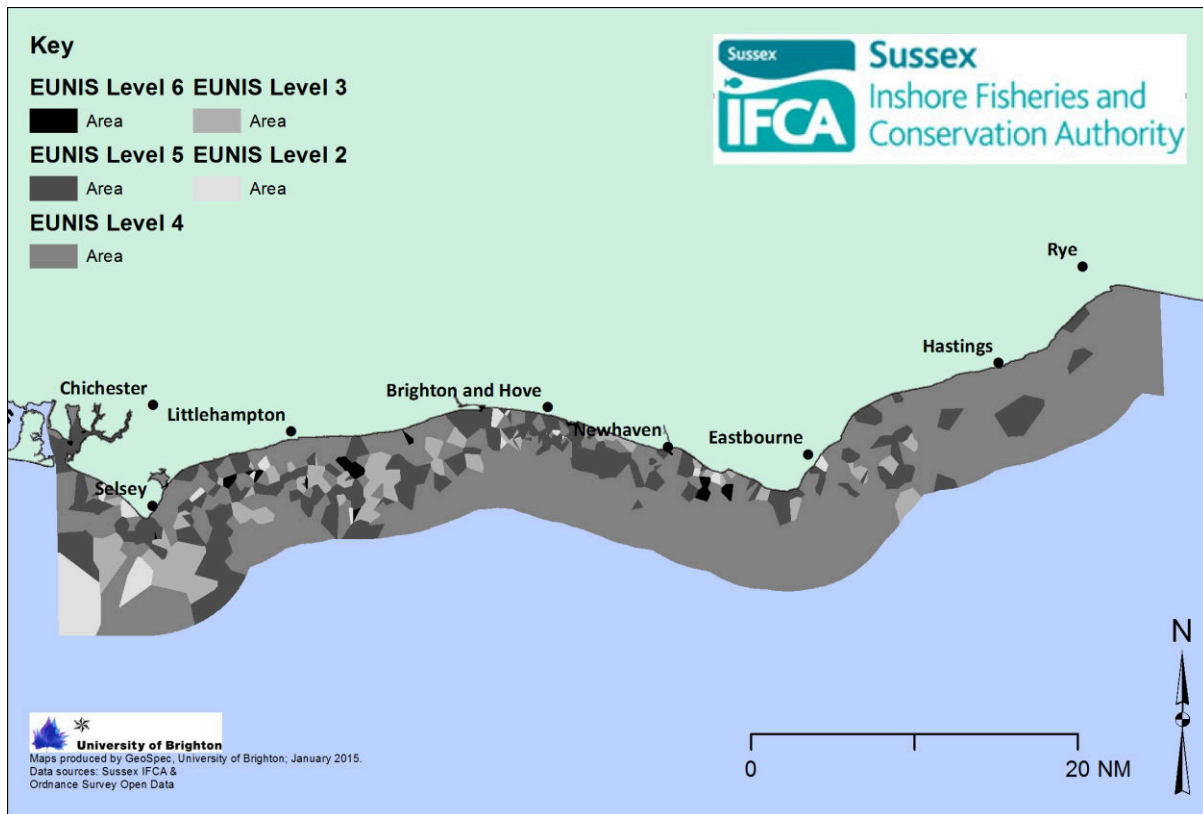 Key
EUNIS Level 6 EUNIS Level 3
Area Area
EUNIS Level 5 EUNIS Level 2
Area Area
EUNIS Level 4
Area
Sussex
IFCA
Sussex
Inshore Fisheries and
Conservation Authority
Rye
Hastings
Chichester
Brighton and Hove
Littlehampton
Newhaven
Eastbourne
Selsey
N
0 20 NM
University of Brighton
Maps produced by GeoSpec, University of Brighton; January 2015.
Data sources: Sussex IFCA &
Ordnance Survey Open Data